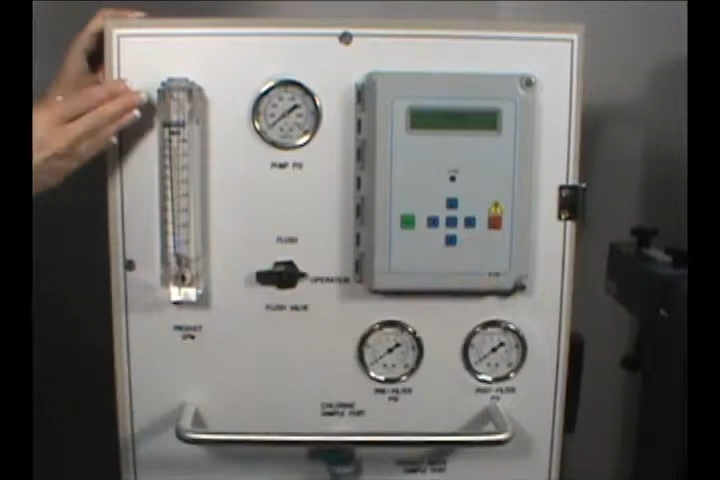 PUMP PSI
FLUSH
OPERATION
FLUSH VALVE
PRODUCT
GPM
PRE-FILTER
PSI
POST-FILTER
PSI
CHLORINE
SAMPLE PORT
SAMPLE PORT